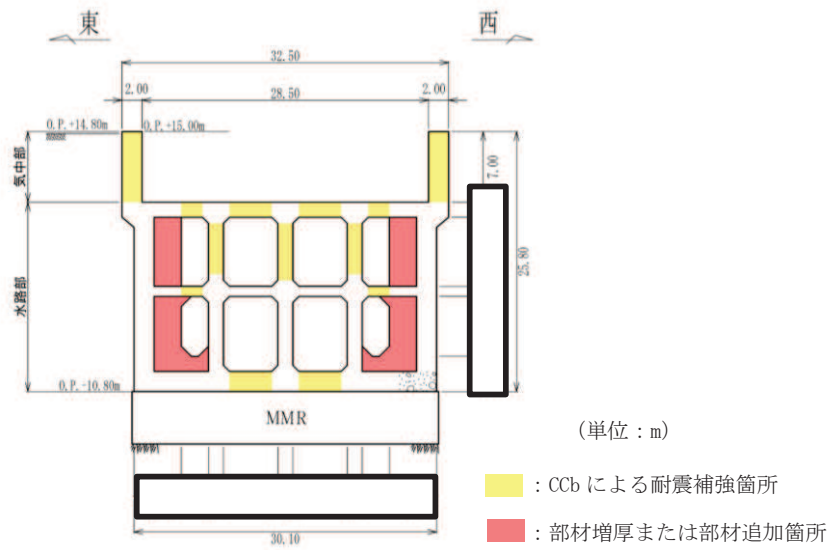 東
西
32.50
2.00
28.50
2.00
O.P.+14.80m
O.P.+15.00m
気中部
7.00
25.80
水路部
O.P.-10.80m
MMR
(単位:m)
:CCbによる耐震補強箇所
:部材増厚または部材追加箇所
30.10